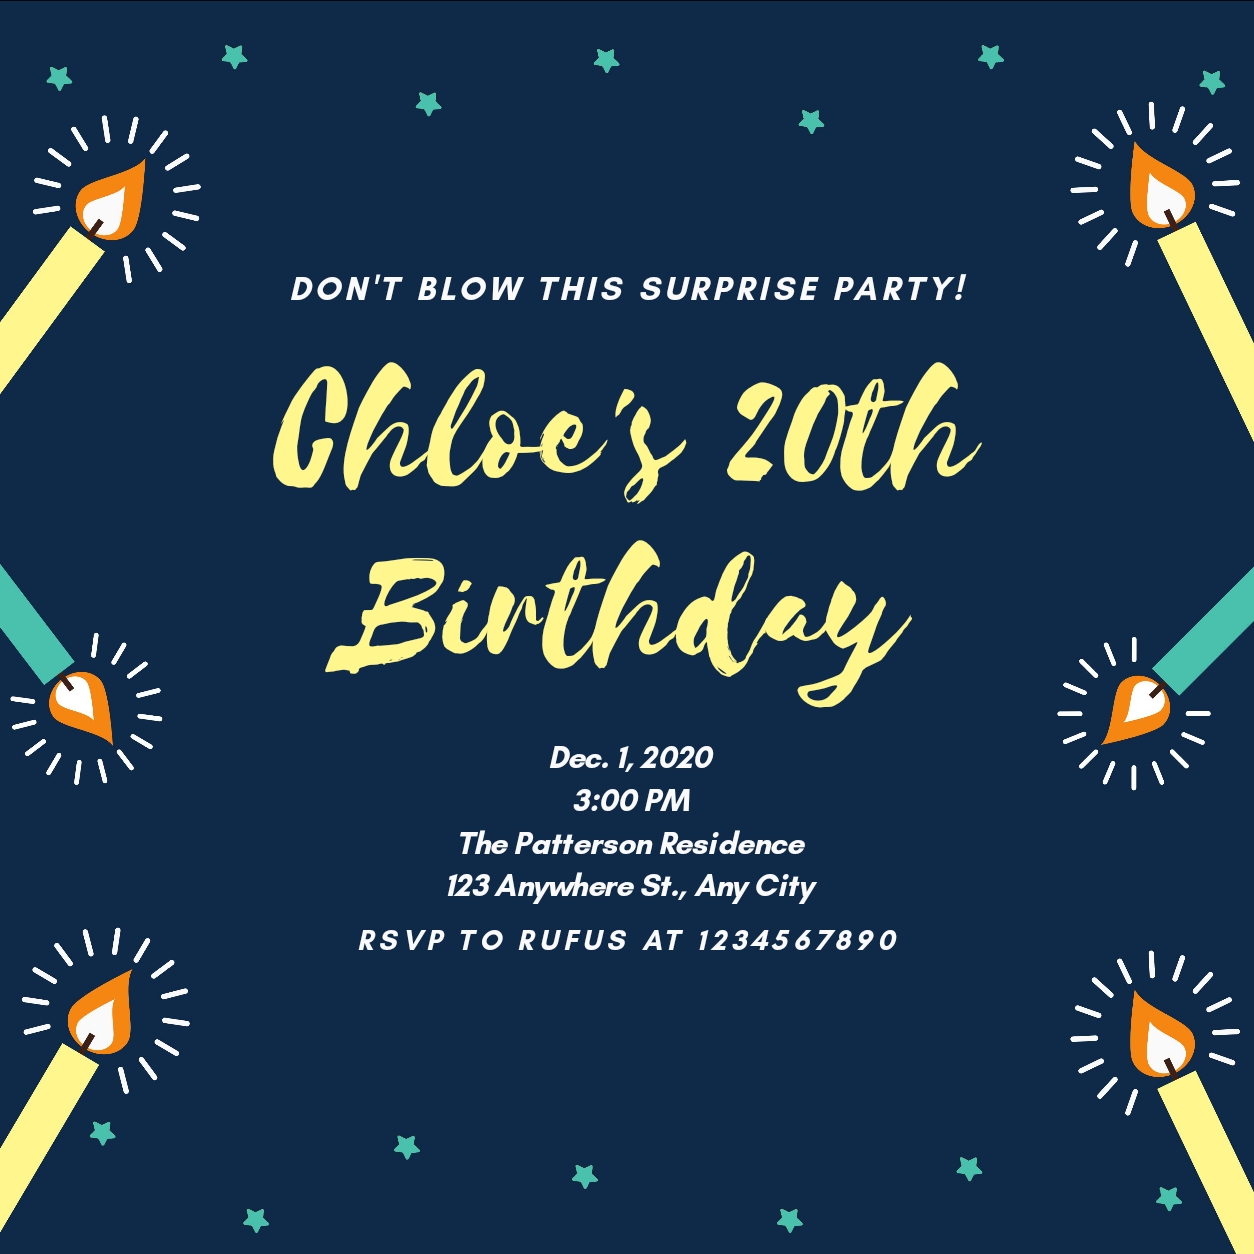 DON'T BLOW THIS SURPRISE PARTY!
Chloe's 20th
Birthday
Dec. 1, 2020
3:00 PM
The Patterson Residence
123 Anywhere St., Any City
RSVP TO RUFUS AT 1234567890